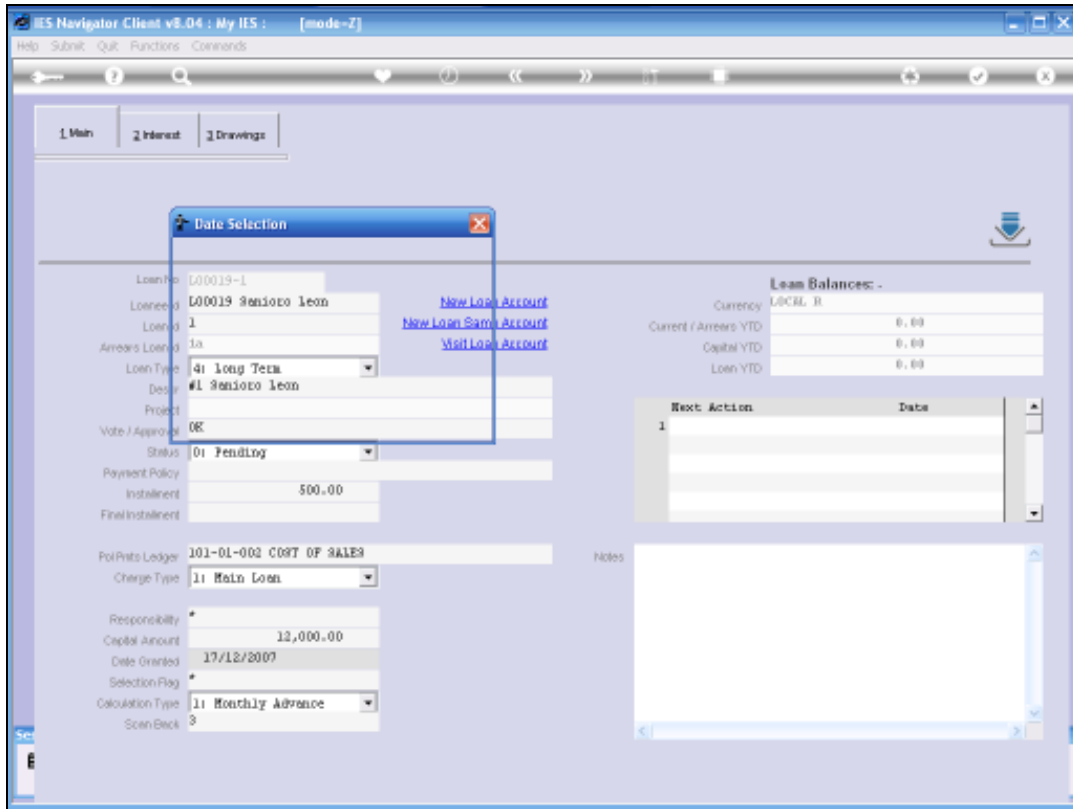 IES Navigator Client v8.04 : My IES :     [mode=Z]
Help  Submit  Quit  Functions  Commands
1 Main  2 Interest  3 Drawings
Date Selection
Loan No  L00019-1
L00019 Sanioro Leon
New Loan Account
Loan Id  1
New Loan Same Account
Arrears Loan Id  1a
Visit Loan Account
Loan Type  4: Long Term
Descr  #1 Sanioro Leon
Project
Vote / Approval  OK
Status  0: Pending
Payment Policy
Instalment  500.00
Final Instalment
Pol Pmts Ledger  101-01-002 COST OF SALES
Charge Type  1: Main Loan
Responsibility  *
Capital Amount  12,000.00
Date Granted  17/12/2007
Selection Flag  *
Calculation Type  1: Monthly Advance
Scan Back  3
Loan Balances: -
Currency  LOCAL R
Current / Arrears YTD  0.00
Capital YTD  0.00
Loan YTD  0.00
Next Action  Date
1
Notes